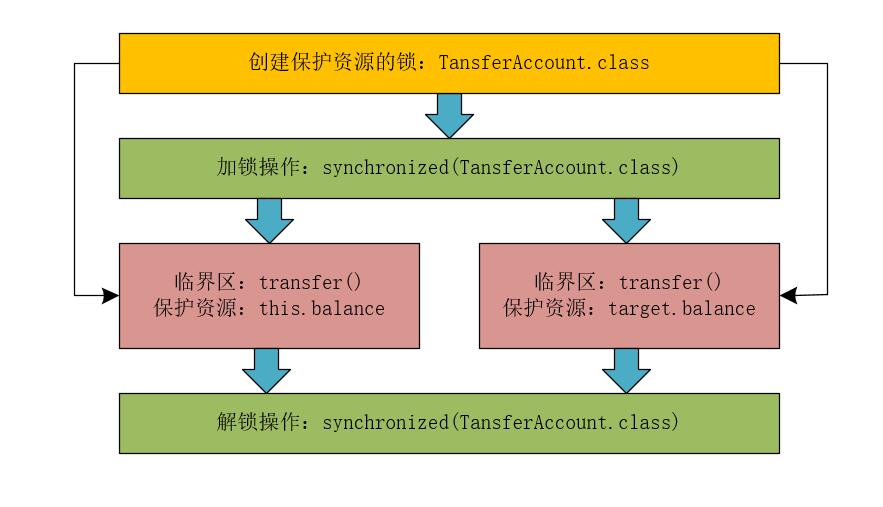 创建保护资源的锁：TansferAccount.class
加锁操作：synchronized(TansferAccount.class)
临界区：transfer()
保护资源：this.balance
临界区：transfer()
保护资源：target.balance
解锁操作：synchronized(TansferAccount.class)